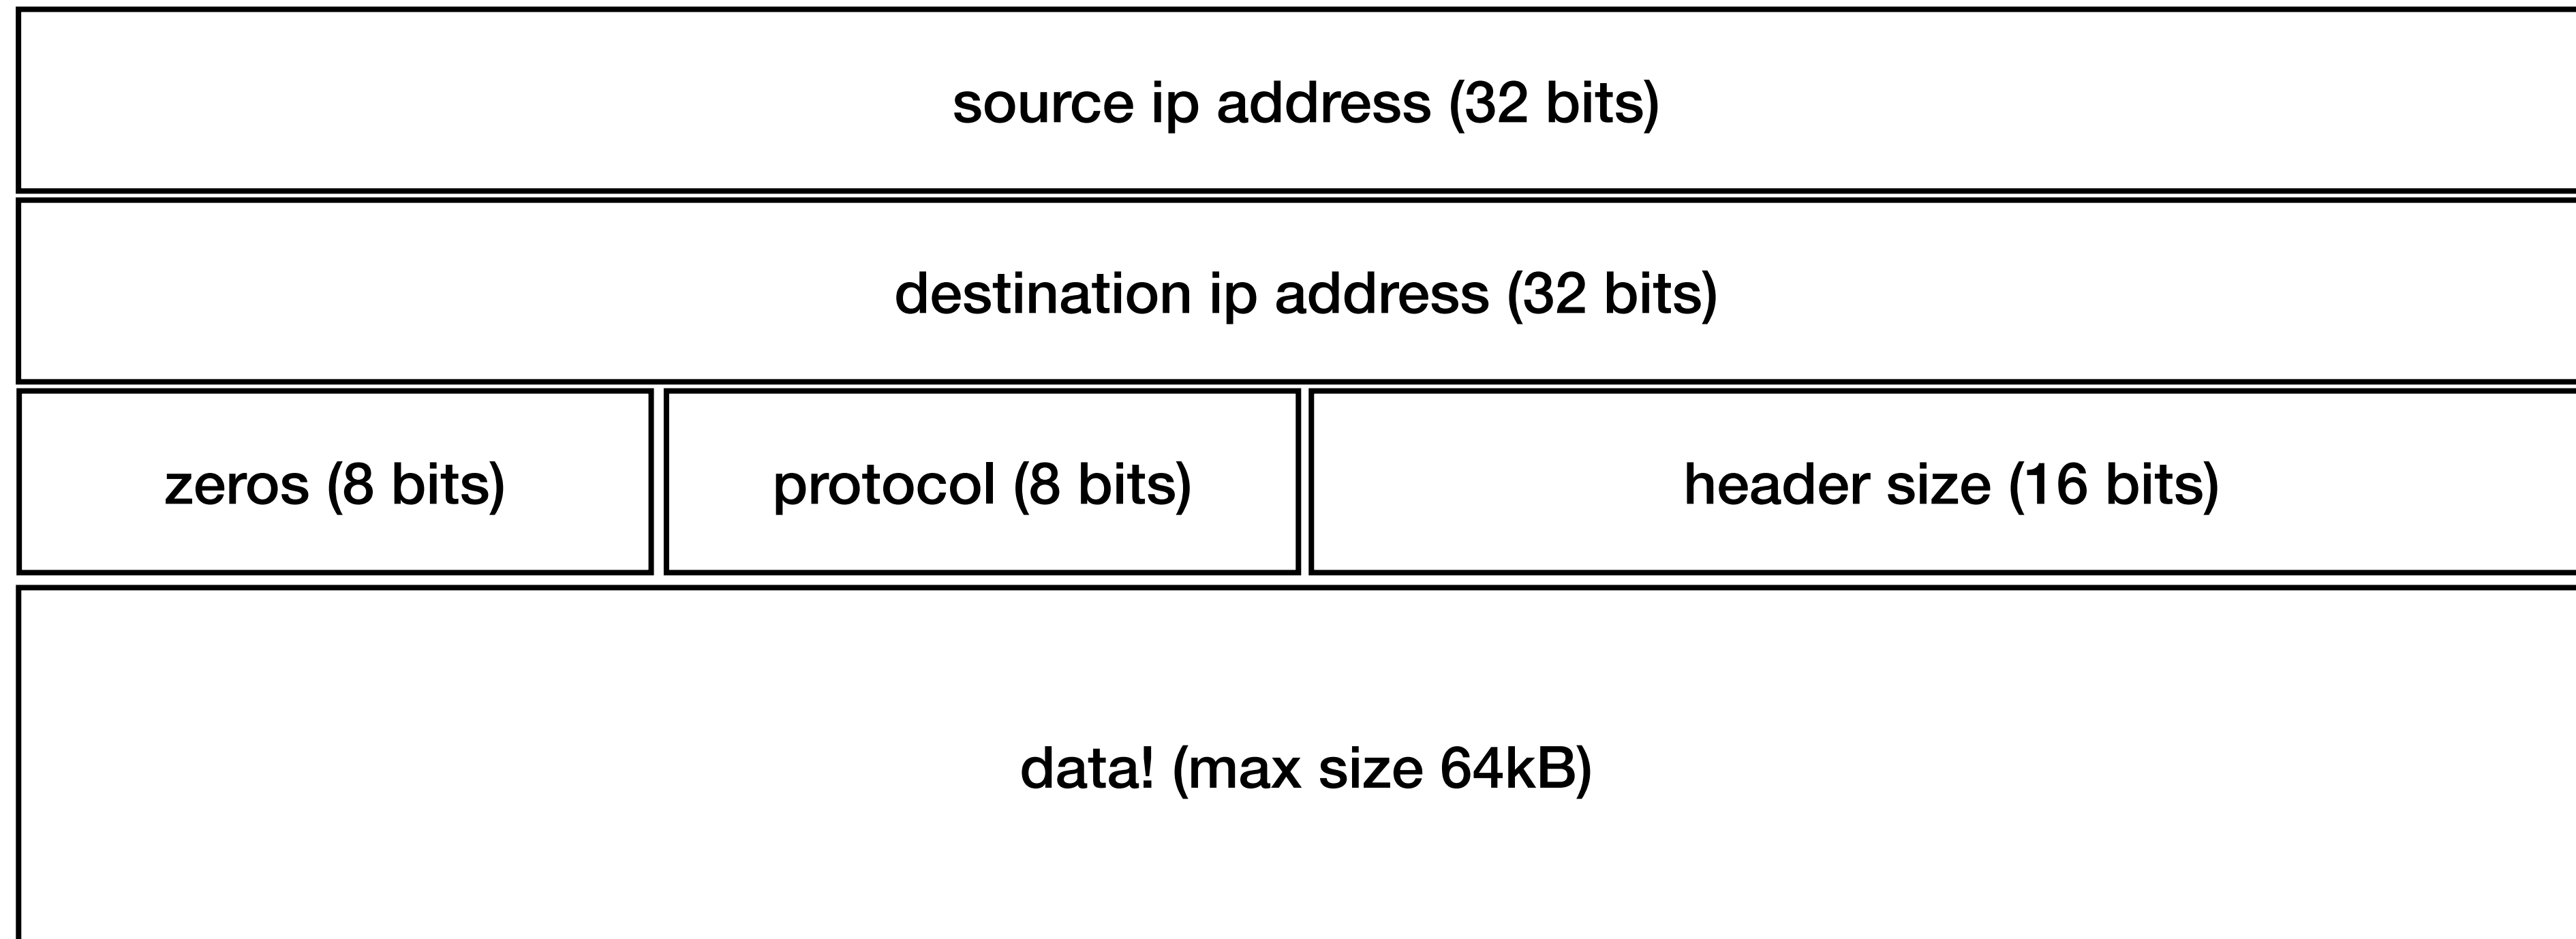 source ip address (32 bits)
destination ip address (32 bits)
zeros (8 bits) protocol (8 bits) header size (16 bits)
data! (max size 64kB)